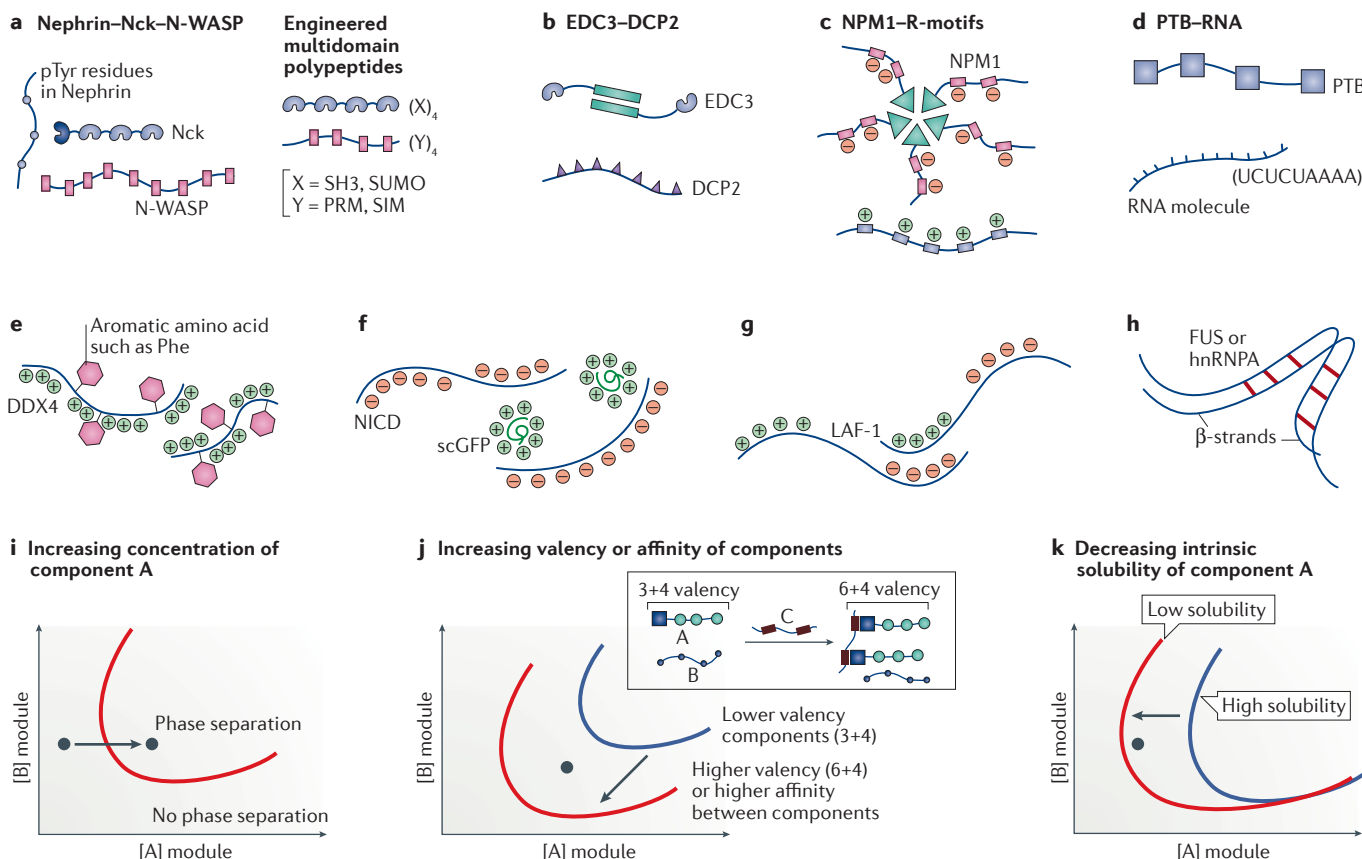 a Nephrin–Nck–N-WASP
pTyr residues
in Nephrin
Nck
N-WASP
Engineered
multidomain
polypeptides
(X)4
(Y)4
X = SH3, SUMO
Y = PRM, SIM
b EDC3–DCP2
EDC3
DCP2
c NPM1–R-motifs
NPM1
d PTB–RNA
PTB
(UCUCUAAAA)
RNA molecule
e
Aromatic amino acid
such as Phe
DDX4
f
NICD
scGFP
g
LAF-1
h
FUS or
hnRNPA
β-strands
i Increasing concentration of
component A
[B] module
Phase separation
No phase separation
[A] module
j Increasing valency or affinity of components
3+4 valency
6+4 valency
A
B
C
[B] module
Lower valency
components (3+4)
Higher valency (6+4)
or higher affinity
between components
[A] module
k Decreasing intrinsic
solubility of component A
Low solubility
High solubility
[B] module
[A] module